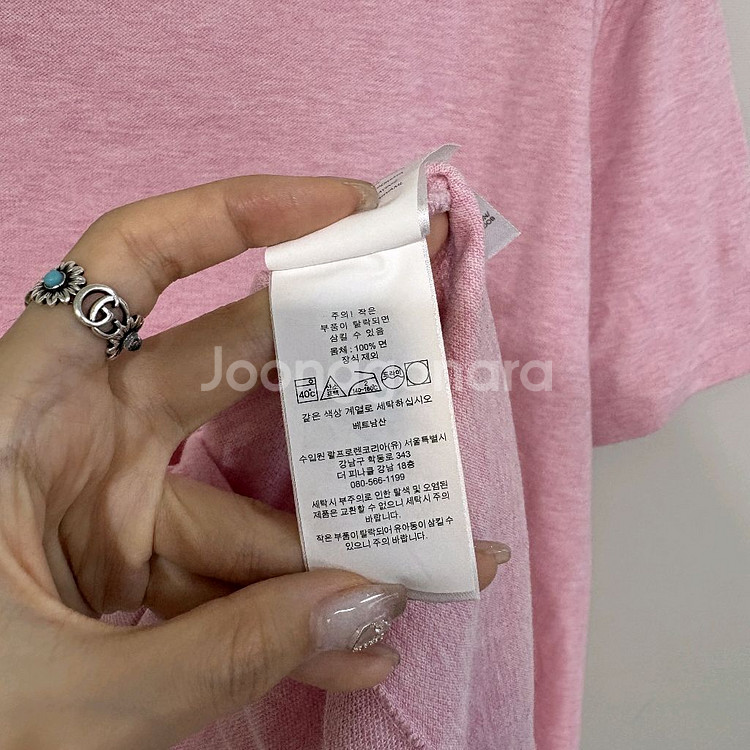 주의! 작은
부품이 탈락되면
삼킬 수 있음
몸체 : 100% 면
장식 제외
40℃
드라이
같은 색상 계열로 세탁하십시오
베트남산
수입원 랄프로렌코리아(유) 서울특별시
강남구 학동로 343
더 피나클 강남 18층
080-566-1199
세탁시 부주의로 인한 탈색 및 오염된
제품은 교환할 수 없으니 세탁시 주의
바랍니다.
작은 부품이 탈락되어 유아동이 삼킬 수
있으니 주의 바랍니다.
Joonggonara